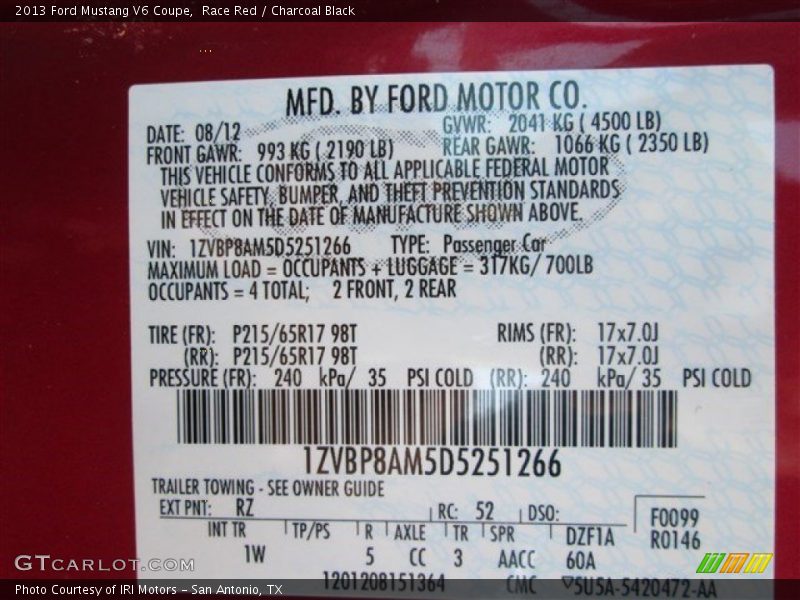 2013 Ford Mustang V6 Coupe,  Race Red / Charcoal Black
MFD. BY FORD MOTOR CO.
DATE: 08/12 GVWR: 2041 KG ( 4500 LB)
FRONT GAWR: 993 KG ( 2190 LB) REAR GAWR: 1066 KG ( 2350 LB)
THIS VEHICLE CONFORMS TO ALL APPLICABLE FEDERAL MOTOR
VEHICLE SAFETY, BUMPER, AND THEFT PREVENTION STANDARDS
IN EFFECT ON THE DATE OF MANUFACTURE SHOWN ABOVE.
VIN: 1ZVBP8AM5D5251266 TYPE: Passenger Car
MAXIMUM LOAD = OCCUPANTS + LUGGAGE = 317KG/ 700LB
OCCUPANTS = 4 TOTAL; 2 FRONT, 2 REAR
TIRE (FR): P215/65R17 98T RIMS (FR): 17x7.0J
(RR): P215/65R17 98T (RR): 17x7.0J
PRESSURE (FR): 240 kPa/ 35 PSI COLD (RR): 240 kPa/ 35 PSI COLD
1ZVBP8AM5D5251266
TRAILER TOWING - SEE OWNER GUIDE
EXT PNT: RZ RC: 52 DSO: F0099
INT TR TP/PS R AXLE TR SPR DZF1A R0146
1W 5 CC 3 AACC 60A
1201208151364 CMC 5U5A-5420472-AA
GTCarLot.com
Photo Courtesy of IRI Motors – San Antonio, TX